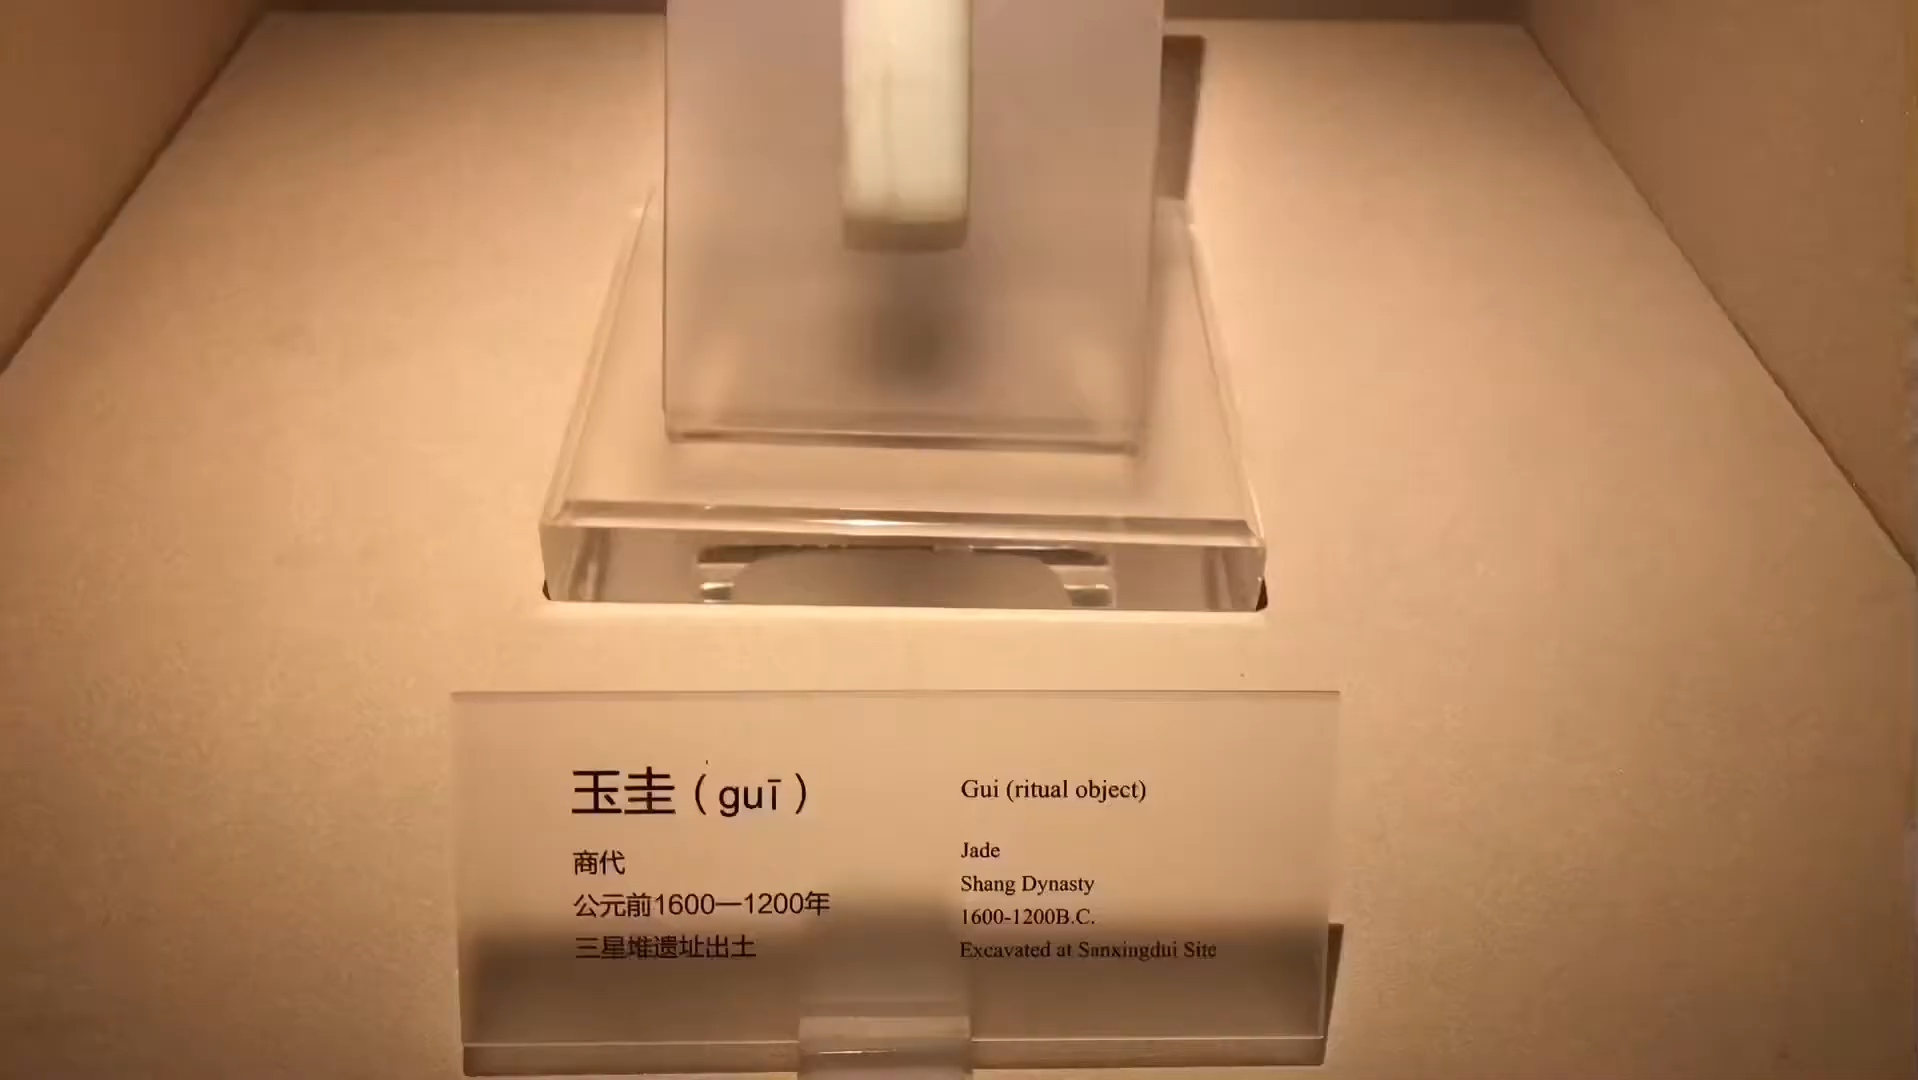 玉圭（guī）
商代
公元前1600—1200年
三星堆遗址出土
Gui (ritual object)
Jade
Shang Dynasty
1600-1200B.C.
Excavated at Sanxingdui Site